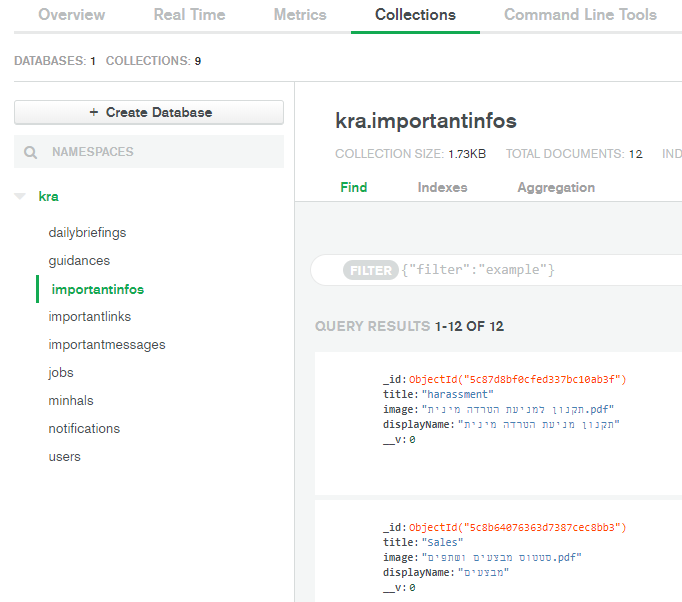 Overview Real Time Metrics Collections Command Line Tools
DATABASES: 1 COLLECTIONS: 9
+ Create Database
NAMESPACES
kra
dailybriefings
guidances
importantinfos
importantlinks
importantmessages
jobs
minhals
notifications
users
kra.importantinfos
COLLECTION SIZE: 1.73KB TOTAL DOCUMENTS: 12 IND
Find Indexes Aggregation
FILTER {"filter":"example"}
QUERY RESULTS 1-12 OF 12
_id: ObjectId("5c87d8bf0cfed337bc10ab3f")
title: "harassment"
image: "תקנון למניעת הטרדה מינית.pdf"
displayName: "תקנון מניעת הטרדה מינית"
__v: 0
_id: ObjectId("5c8b64076363d7387cec8bb3")
title: "Sales"
image: "סטטוס מבצעים ושתפים.pdf"
displayName: "מבצעים"
__v: 0